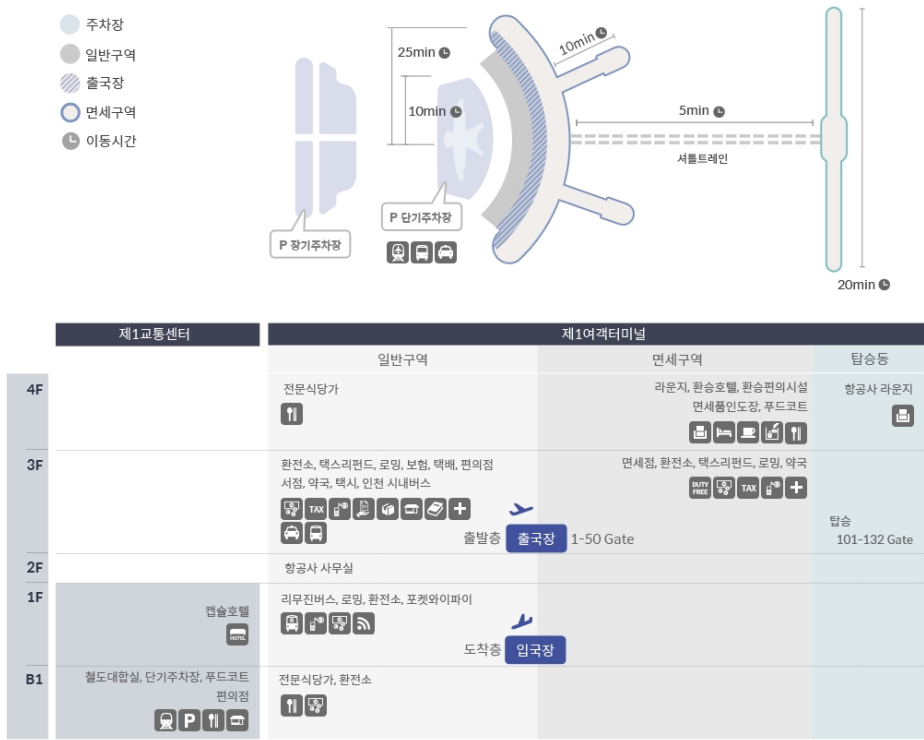 주차장
일반구역
출국장
면세구역
이동시간
25min
10min
10min
5min
셔틀트레인
20min
P 단기주차장
P 장기주차장
제1교통센터
제1여객터미널
일반구역
면세구역
탑승동
4F
전문식당가
라운지, 환승호텔, 환승편의시설
면세품인도장, 푸드코트
항공사 라운지
3F
환전소, 택스리펀드, 로밍, 보험, 택배, 편의점
서점, 약국, 택시, 인천 시내버스
TAX
면세점, 환전소, 택스리펀드, 로밍, 약국
DUTY
FREE
TAX
출발층
출국장
1-50 Gate
탑승
101-132 Gate
2F
항공사 사무실
1F
캡슐호텔
HOTEL
리무진버스, 로밍, 환전소, 포켓와이파이
도착층
입국장
B1
철도대합실, 단기주차장, 푸드코트
편의점
P
전문식당가, 환전소